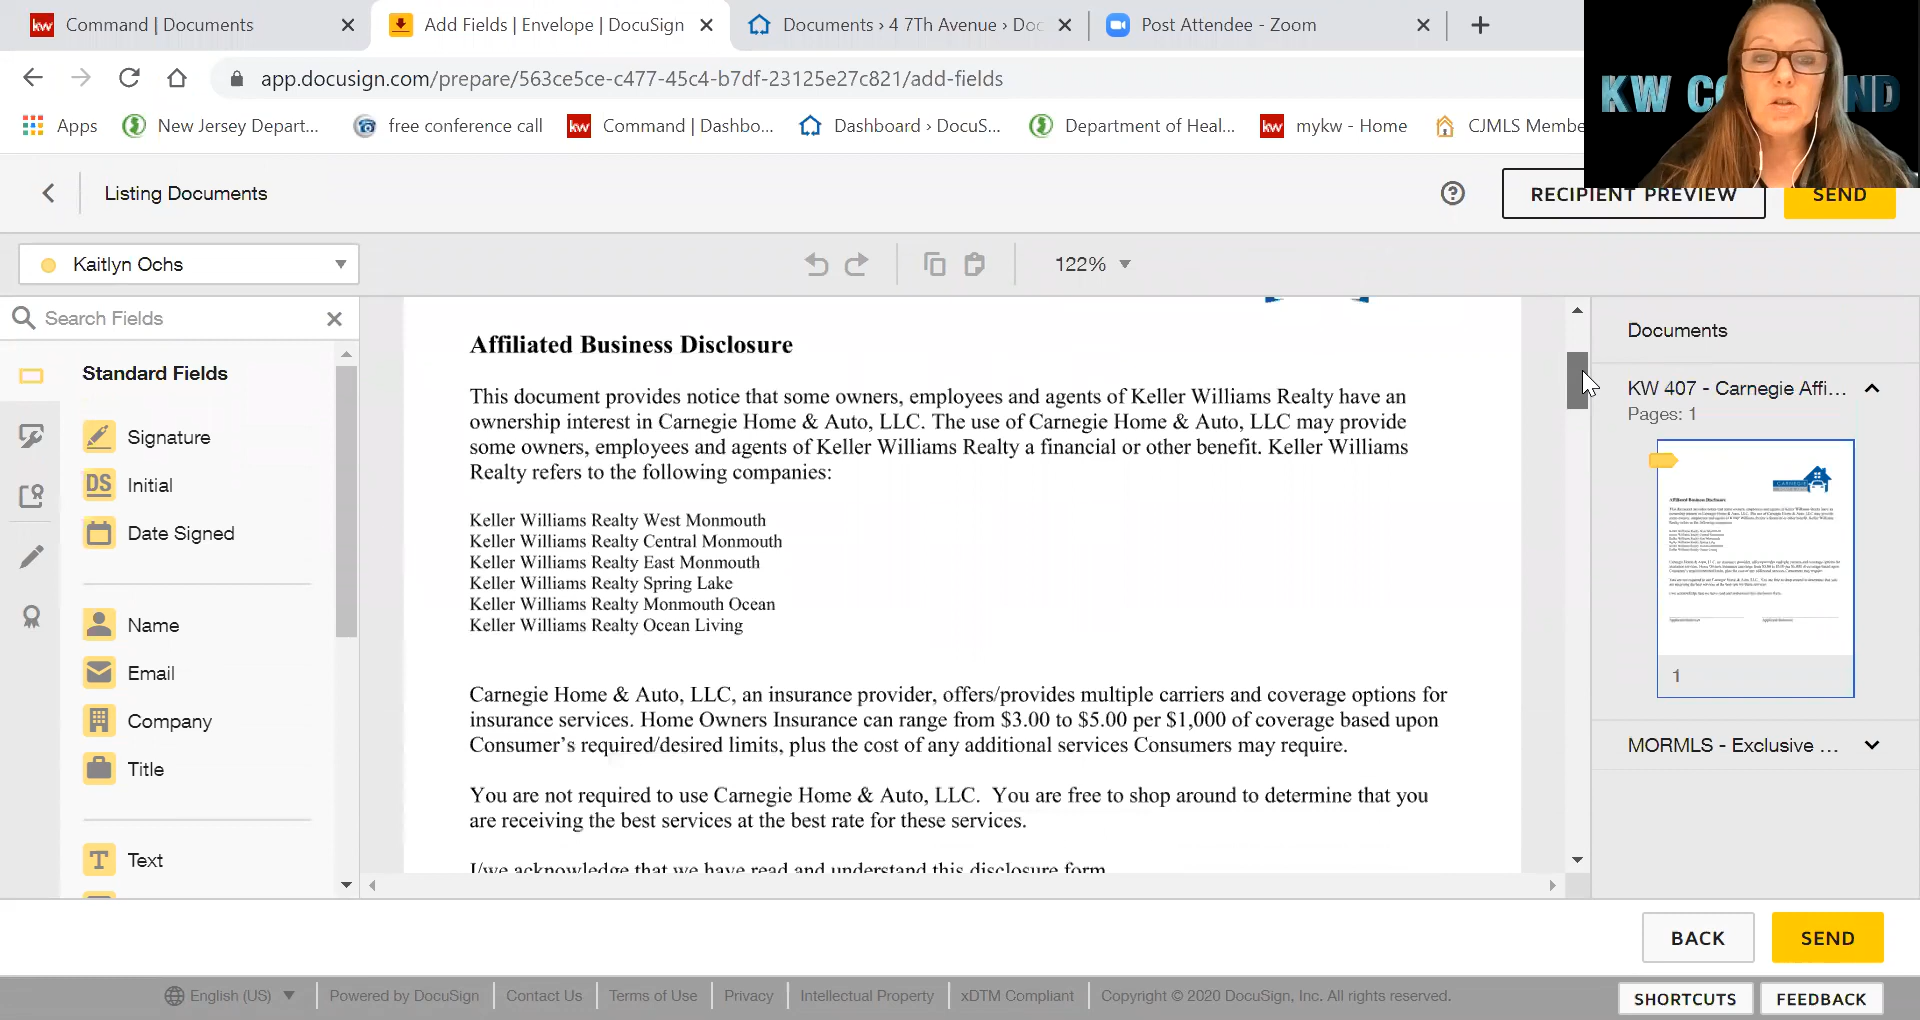 kw Command | Documents
Add Fields | Envelope | DocuSign
Documents › 4 7Th Avenue › Doc
Post Attendee - Zoom
app.docusign.com/prepare/563ce5ce-c477-45c4-b7df-23125e27c821/add-fields
Apps
New Jersey Depart...
free conference call
kw Command | Dashbo...
Dashboard › DocuS...
Department of Heal...
kw mykw - Home
CJMLS Membe
KW CO ND
Listing Documents
RECIPIENT PREVIEW
SEND
Kaitlyn Ochs
122%
Search Fields
Standard Fields
Signature
DS Initial
Date Signed
Name
Email
Company
Title
T Text
Affiliated Business Disclosure
This document provides notice that some owners, employees and agents of Keller Williams Realty have an
ownership interest in Carnegie Home & Auto, LLC. The use of Carnegie Home & Auto, LLC may provide
some owners, employees and agents of Keller Williams Realty a financial or other benefit. Keller Williams
Realty refers to the following companies:
Keller Williams Realty West Monmouth
Keller Williams Realty Central Monmouth
Keller Williams Realty East Monmouth
Keller Williams Realty Spring Lake
Keller Williams Realty Monmouth Ocean
Keller Williams Realty Ocean Living
Carnegie Home & Auto, LLC, an insurance provider, offers/provides multiple carriers and coverage options for
insurance services. Home Owners Insurance can range from $3.00 to $5.00 per $1,000 of coverage based upon
Consumer's required/desired limits, plus the cost of any additional services Consumers may require.
You are not required to use Carnegie Home & Auto, LLC. You are free to shop around to determine that you
are receiving the best services at the best rate for these services.
I/we acknowledge that we have read and understand this disclosure form.
Documents
KW 407 - Carnegie Affi...
Pages: 1
CARNEGIE
Affiliated Business Disclosure
1
MORMLS - Exclusive ...
BACK
SEND
English (US)
Powered by DocuSign
Contact Us
Terms of Use
Privacy
Intellectual Property
xDTM Compliant
Copyright © 2020 DocuSign, Inc. All rights reserved.
SHORTCUTS
FEEDBACK